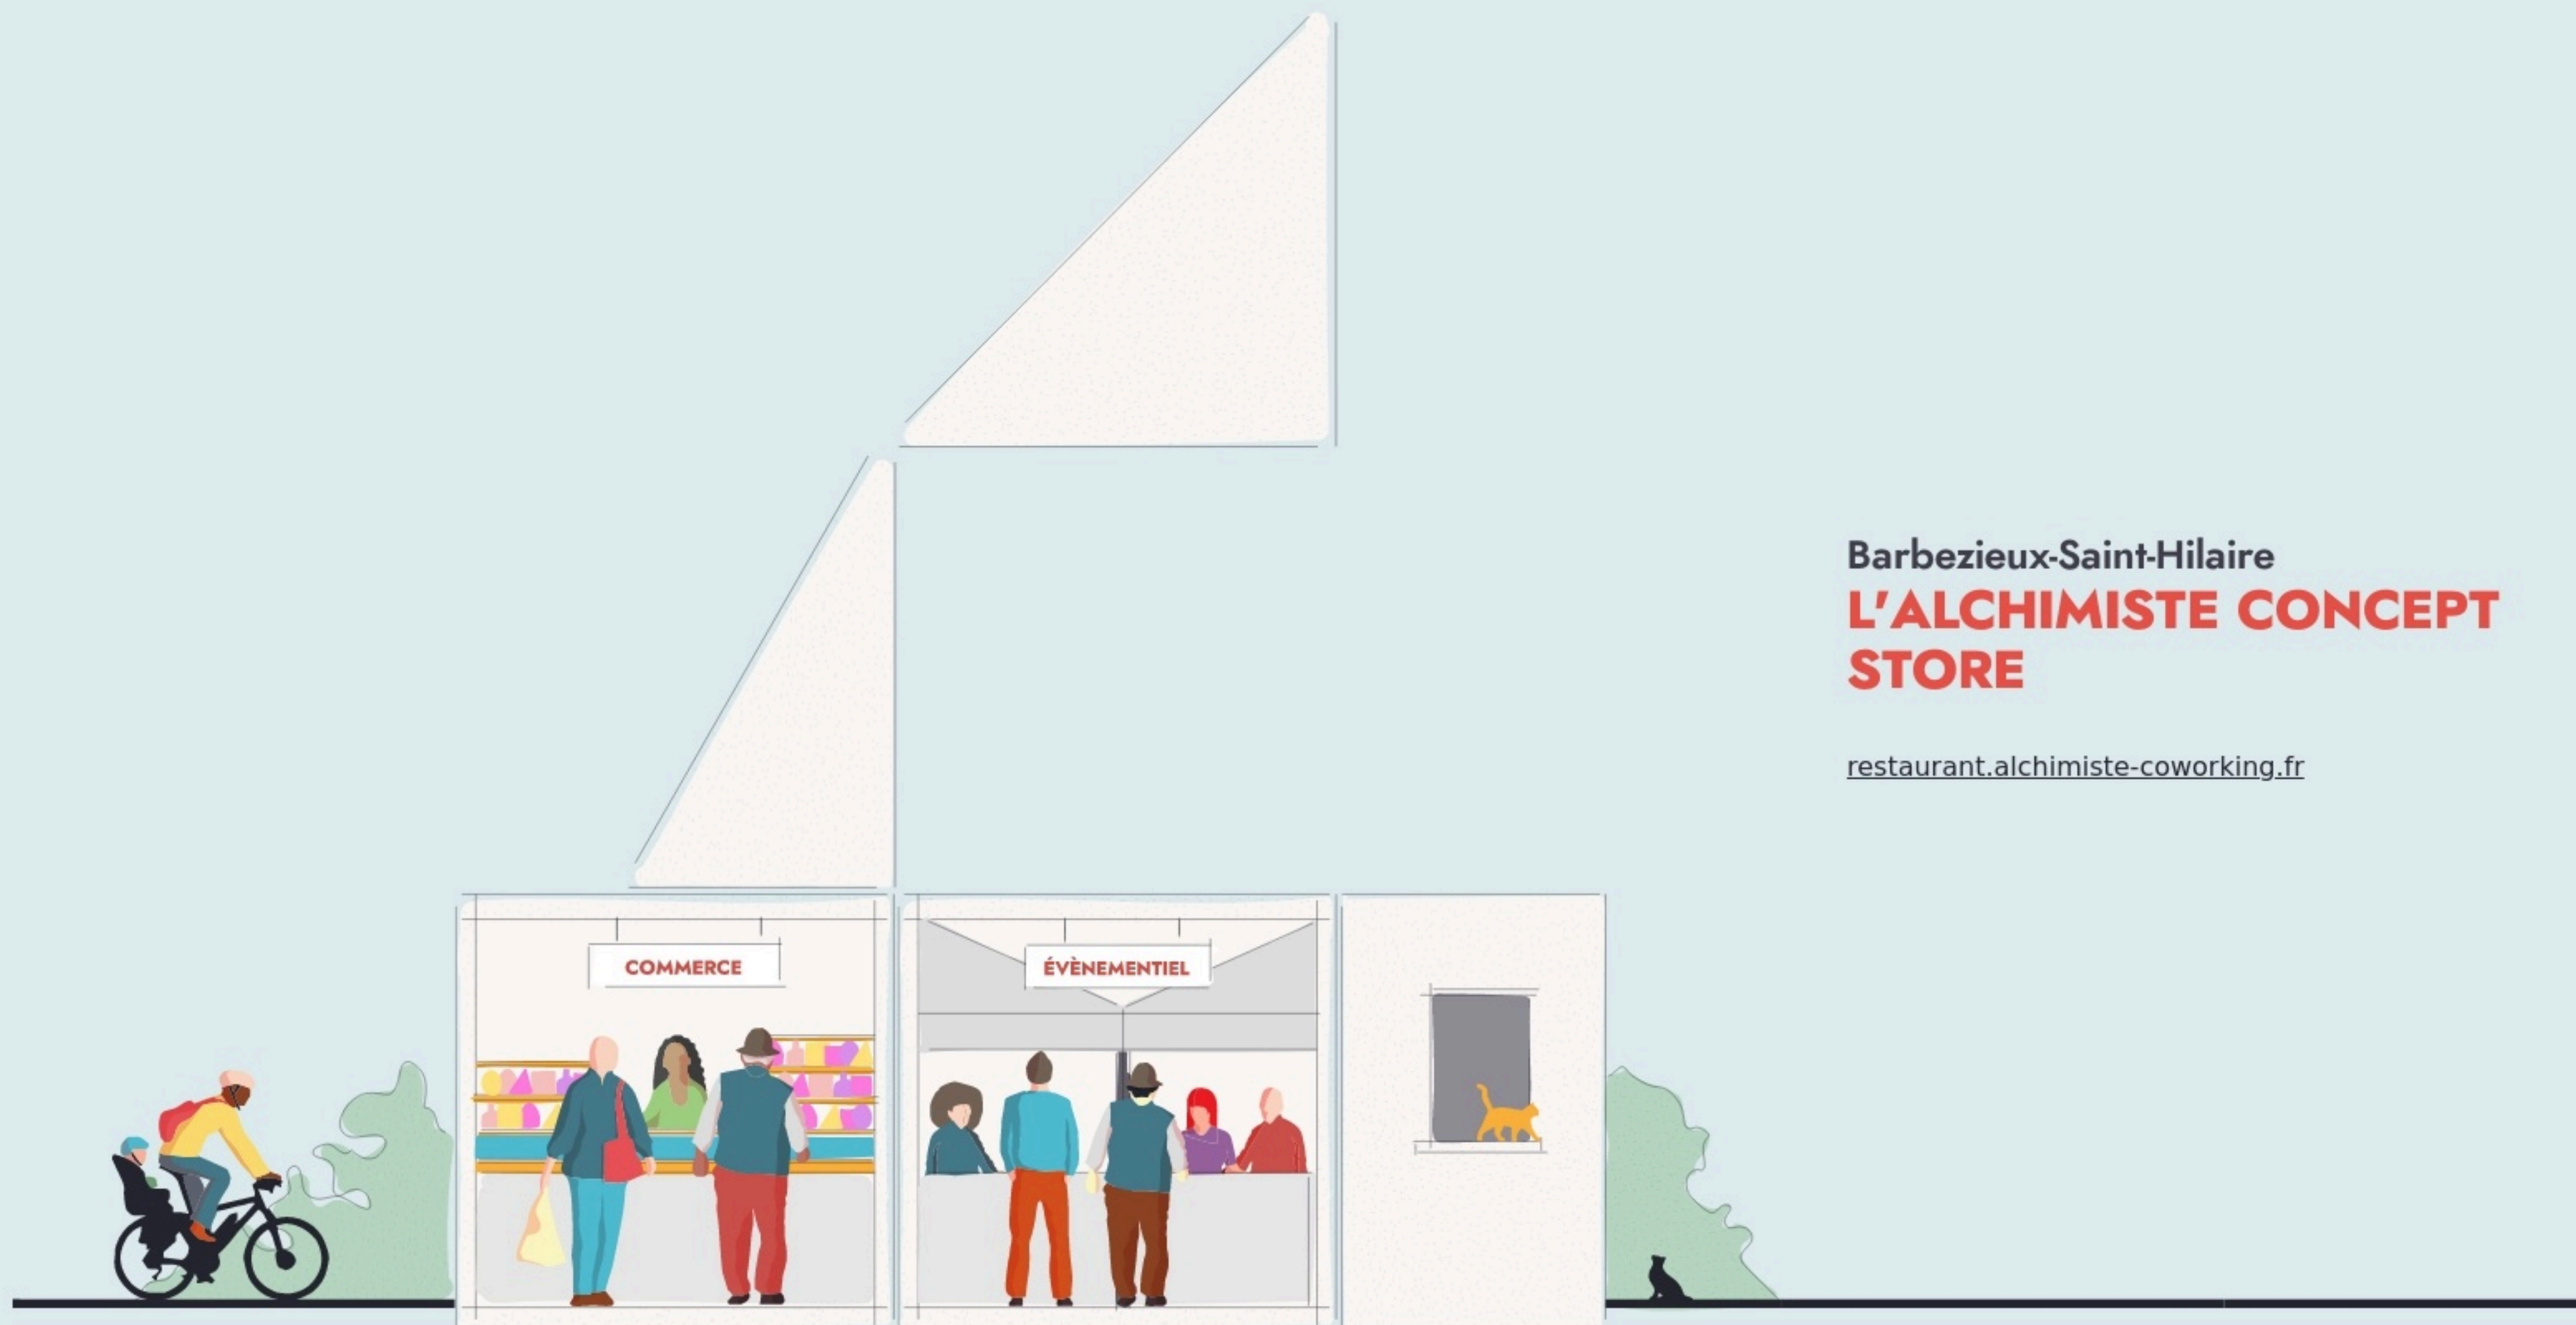 Barbezieux-Saint-Hilaire
L'ALCHIMISTE CONCEPT
STORE
restaurant.alchimiste-coworking.fr
COMMERCE
ÉVÈNEMENTIEL